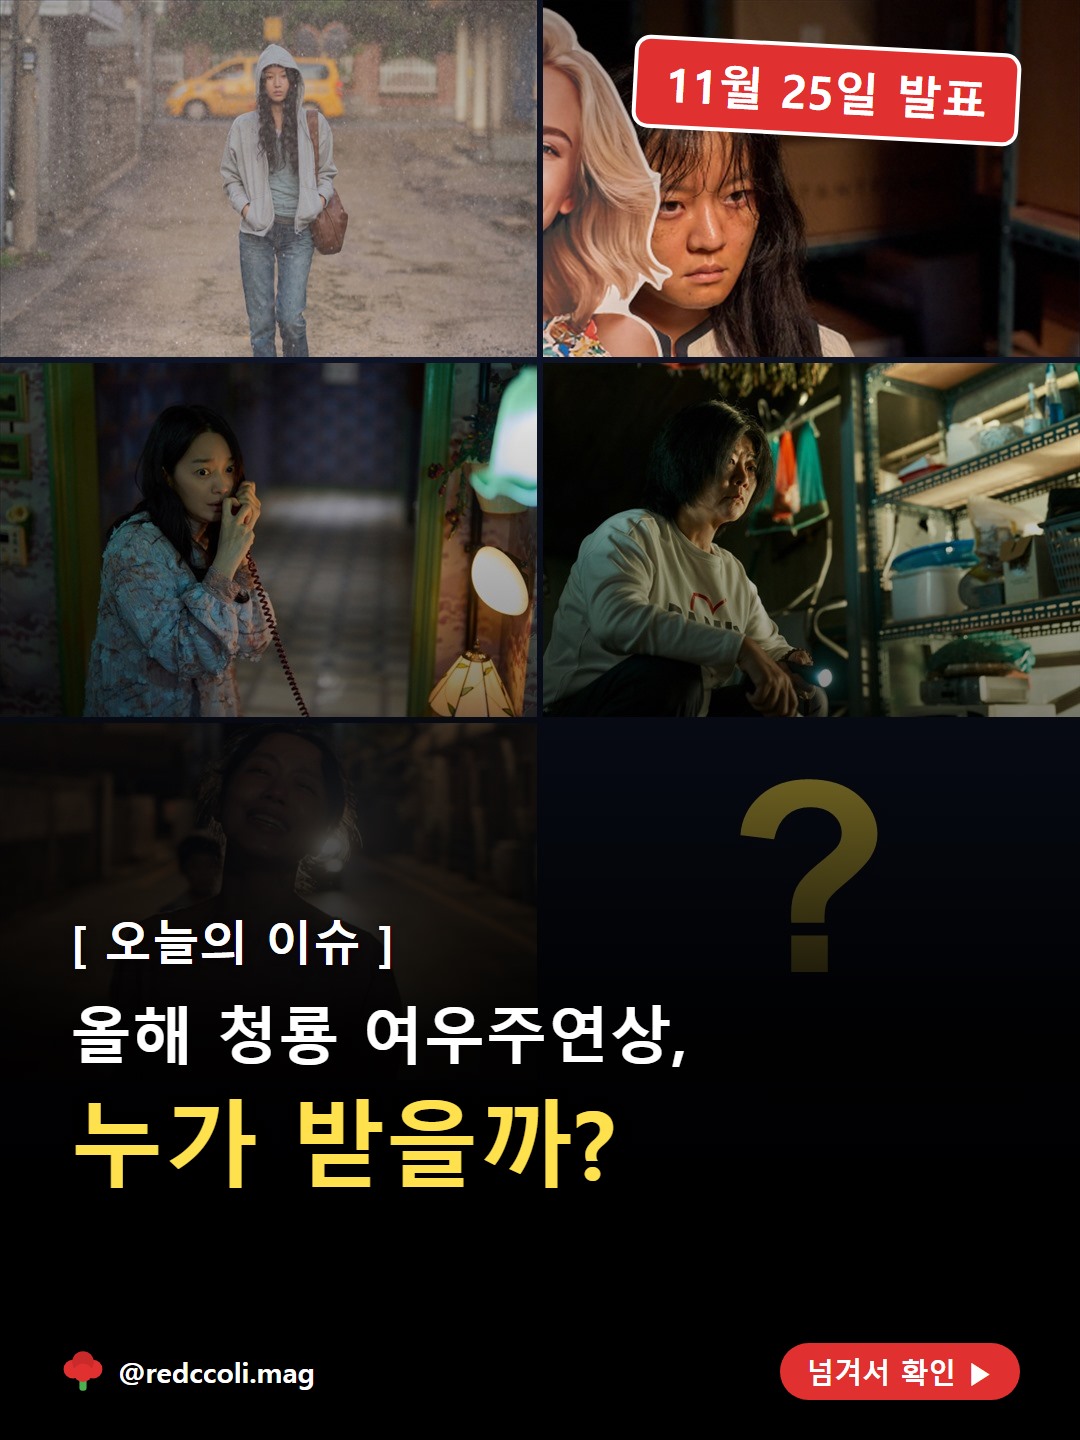 11월 25일 발표
[ 오늘의 이슈 ]
올해 청룡 여우주연상,
누가 받을까?
?
@redccoli.mag
넘겨서 확인 ▶